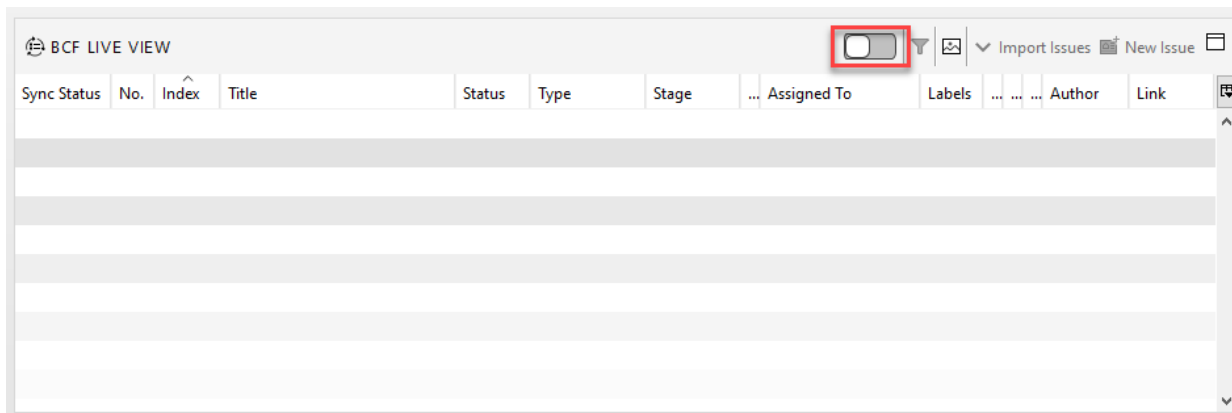 BCF LIVE VIEW
Import Issues New Issue
Sync Status No. Index Title Status Type Stage ... Assigned To Labels ... ... ... Author Link